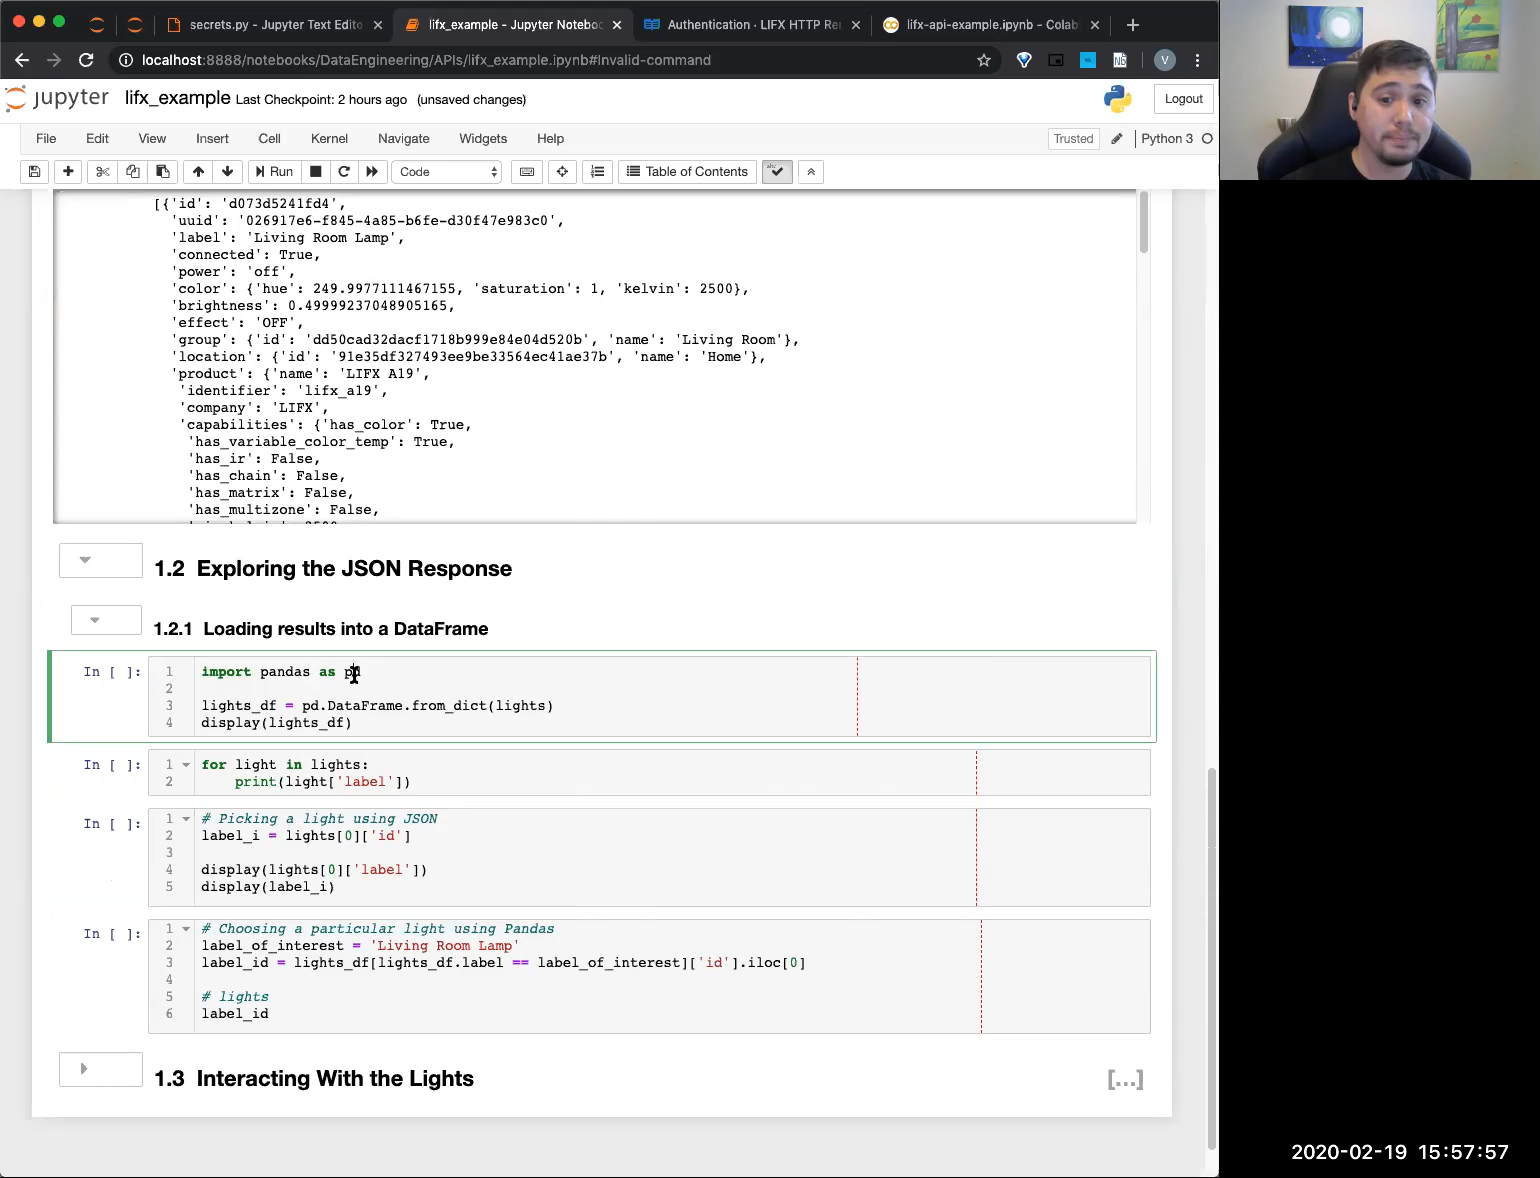 secrets.py - Jupyter Text Edito
lifx_example - Jupyter Noteboo
Authentication · LIFX HTTP Re
lifx-api-example.ipynb - Colab
localhost:8888/notebooks/DataEngineering/APIs/lifx_example.ipynb#Invalid-command
V
jupyter lifx_example Last Checkpoint: 2 hours ago (unsaved changes)
Logout
File Edit View Insert Cell Kernel Navigate Widgets Help
Trusted Python 3
Run Code Table of Contents
[{'id': 'd073d5241fd4',
'uuid': '026917e6-f845-4a85-b6fe-d30f47e983c0',
'label': 'Living Room Lamp',
'connected': True,
'power': 'off',
'color': {'hue': 249.9977111467155, 'saturation': 1, 'kelvin': 2500},
'brightness': 0.49999237048905165,
'effect': 'OFF',
'group': {'id': 'dd50cad32dacf1718b999e84e04d520b', 'name': 'Living Room'},
'location': {'id': '91e35df327493ee9be33564ec41ae37b', 'name': 'Home'},
'product': {'name': 'LIFX A19',
'identifier': 'lifx_a19',
'company': 'LIFX',
'capabilities': {'has_color': True,
'has_variable_color_temp': True,
'has_ir': False,
'has_chain': False,
'has_matrix': False,
'has_multizone': False,
1.2 Exploring the JSON Response
1.2.1 Loading results into a DataFrame
In [ ]:
1 import pandas as pd
2
3 lights_df = pd.DataFrame.from_dict(lights)
4 display(lights_df)
In [ ]:
1 for light in lights:
2 print(light['label'])
In [ ]:
1 # Picking a light using JSON
2 label_i = lights[0]['id']
3
4 display(lights[0]['label'])
5 display(label_i)
In [ ]:
1 # Choosing a particular light using Pandas
2 label_of_interest = 'Living Room Lamp'
3 label_id = lights_df[lights_df.label == label_of_interest]['id'].iloc[0]
4
5 # lights
6 label_id
1.3 Interacting With the Lights
[...]
2020-02-19 15:57:57